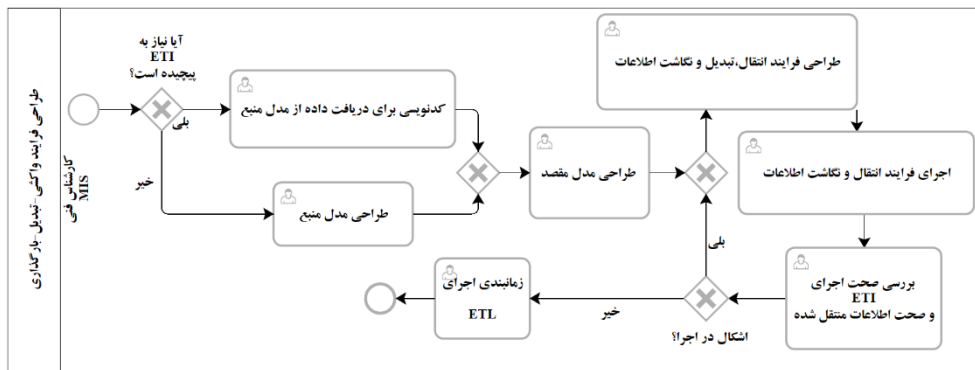 طراحی فرایند واکشی-تبدیل-بارگذاری
کارشناس فنی
MIS
آیا نیاز به
ETI
پیچیده است؟
بلی
خیر
کدنویسی برای دریافت داده از مدل منبع
طراحی مدل منبع
طراحی مدل مقصد
طراحی فرایند انتقال،تبدیل و نگاشت اطلاعات
اجرای فرایند انتقال و نگاشت اطلاعات
بررسی صحت اجرای
ETI
و صحت اطلاعات منتقل شده
اشکال در اجرا؟
بلی
خیر
زمانبندی اجرای
ETL